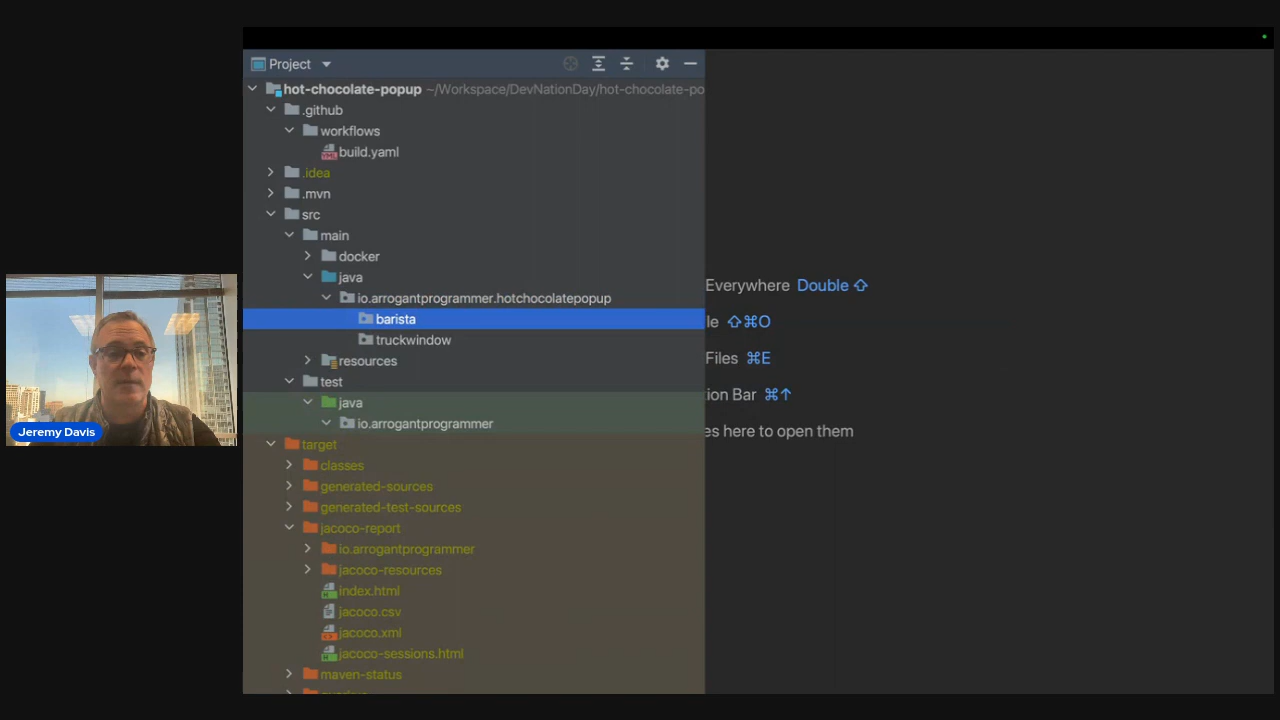 Project
hot-chocolate-popup ~/Workspace/DevNationDay/hot-chocolate-po
.github
workflows
build.yaml
.idea
.mvn
src
main
docker
java
io.arrogantprogrammer.hotchocolatepopup
barista
truckwindow
resources
test
java
io.arrogantprogrammer
target
classes
generated-sources
generated-test-sources
jacoco-report
io.arrogantprogrammer
jacoco-resources
index.html
jacoco.csv
jacoco.xml
jacoco-sessions.html
maven-status
Everywhere Double ⇧
le ⇧⌘O
Files ⌘E
ion Bar ⌘↑
es here to open them
Jeremy Davis